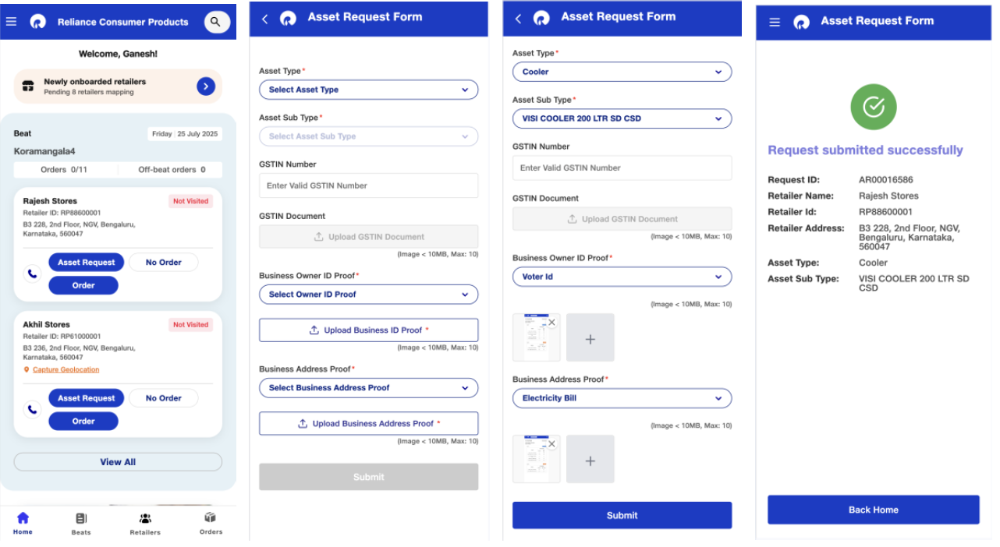 Reliance Consumer Products
Welcome, Ganesh!
Newly onboarded retailers
Pending 8 retailers mapping
Beat
Friday | 25 July 2025
Koramangala4
Orders 0/11
Off-beat orders 0
Rajesh Stores
Not Visited
Retailer ID: RP88600001
B3 228, 2nd Floor, NGV, Bengaluru,
Karnataka, 560047
Asset Request
No Order
Order
Akhil Stores
Not Visited
Retailer ID: RP61000001
B3 236, 2nd Floor, NGV, Bengaluru,
Karnataka, 560047
Capture Geolocation
Asset Request
No Order
Order
View All
Home
Beats
Retailers
Orders
Asset Request Form
Asset Type*
Select Asset Type
Asset Sub Type*
Select Asset Sub Type
GSTIN Number
Enter Valid GSTIN Number
GSTIN Document
Upload GSTIN Document
(Image < 10MB, Max: 10)
Business Owner ID Proof*
Select Owner ID Proof
Upload Business ID Proof *
(Image < 10MB, Max: 10)
Business Address Proof*
Select Business Address Proof
Upload Business Address Proof *
(Image < 10MB, Max: 10)
Submit
Asset Request Form
Asset Type*
Cooler
Asset Sub Type*
VISI COOLER 200 LTR SD CSD
GSTIN Number
Enter Valid GSTIN Number
GSTIN Document
Upload GSTIN Document
(Image < 10MB, Max: 10)
Business Owner ID Proof*
Voter Id
(Image < 10MB, Max: 10)
Business Address Proof*
Electricity Bill
(Image < 10MB, Max: 10)
Submit
Asset Request Form
Request submitted successfully
Request ID: AR00016586
Retailer Name: Rajesh Stores
Retailer Id: RP88600001
Retailer Address: B3 228, 2nd Floor, NGV,
Bengaluru, Karnataka,
560047
Asset Type: Cooler
Asset Sub Type: VISI COOLER 200 LTR SD
CSD
Back Home